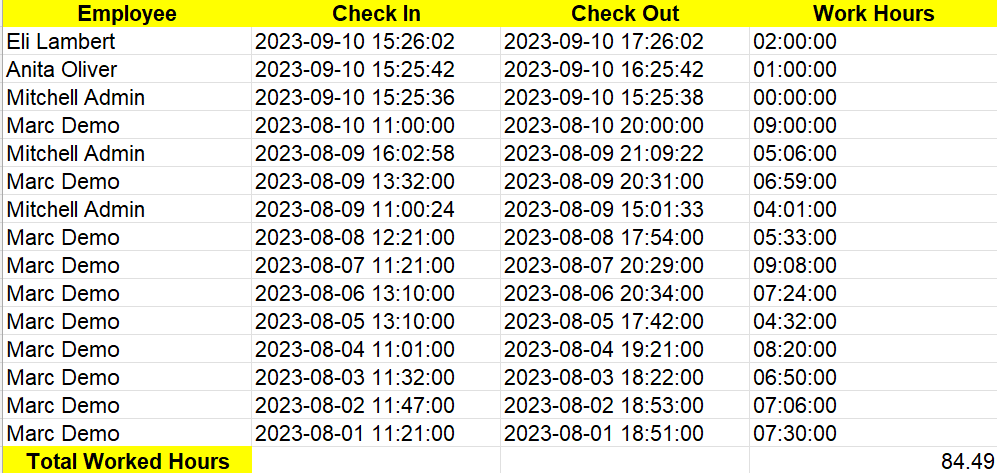 Employee Check In Check Out Work Hours
Eli Lambert 2023-09-10 15:26:02 2023-09-10 17:26:02 02:00:00
Anita Oliver 2023-09-10 15:25:42 2023-09-10 16:25:42 01:00:00
Mitchell Admin 2023-09-10 15:25:36 2023-09-10 15:25:38 00:00:00
Marc Demo 2023-08-10 11:00:00 2023-08-10 20:00:00 09:00:00
Mitchell Admin 2023-08-09 16:02:58 2023-08-09 21:09:22 05:06:00
Marc Demo 2023-08-09 13:32:00 2023-08-09 20:31:00 06:59:00
Mitchell Admin 2023-08-09 11:00:24 2023-08-09 15:01:33 04:01:00
Marc Demo 2023-08-08 12:21:00 2023-08-08 17:54:00 05:33:00
Marc Demo 2023-08-07 11:21:00 2023-08-07 20:29:00 09:08:00
Marc Demo 2023-08-06 13:10:00 2023-08-06 20:34:00 07:24:00
Marc Demo 2023-08-05 13:10:00 2023-08-05 17:42:00 04:32:00
Marc Demo 2023-08-04 11:01:00 2023-08-04 19:21:00 08:20:00
Marc Demo 2023-08-03 11:32:00 2023-08-03 18:22:00 06:50:00
Marc Demo 2023-08-02 11:47:00 2023-08-02 18:53:00 07:06:00
Marc Demo 2023-08-01 11:21:00 2023-08-01 18:51:00 07:30:00
Total Worked Hours 84.49